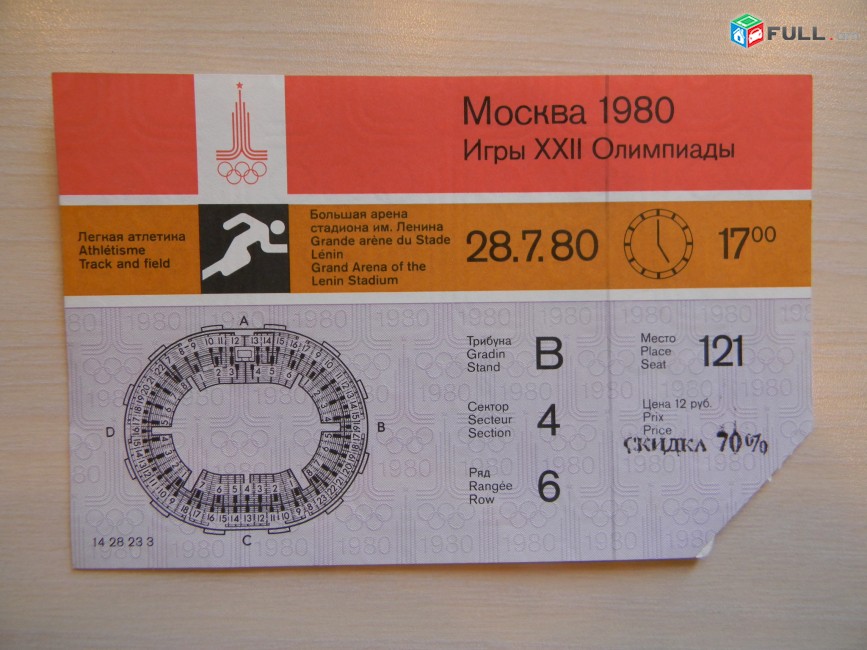 FULL
Москва 1980
Игры XXII Олимпиады
Легкая атлетика
Athlétisme
Track and field
Большая арена
стадиона им. Ленина
Grande arène du Stade
Lénin
Grand Arena of the
Lenin Stadium
28.7.80
17⁰⁰
A
B
C
D
Трибуна
Gradin
Stand
B
Место
Place
Seat
121
Сектор
Secteur
Section
4
Цена 12 руб.
Prix
Price
СКИДКА 70%
Ряд
Rangée
Row
6
14 28 23 3